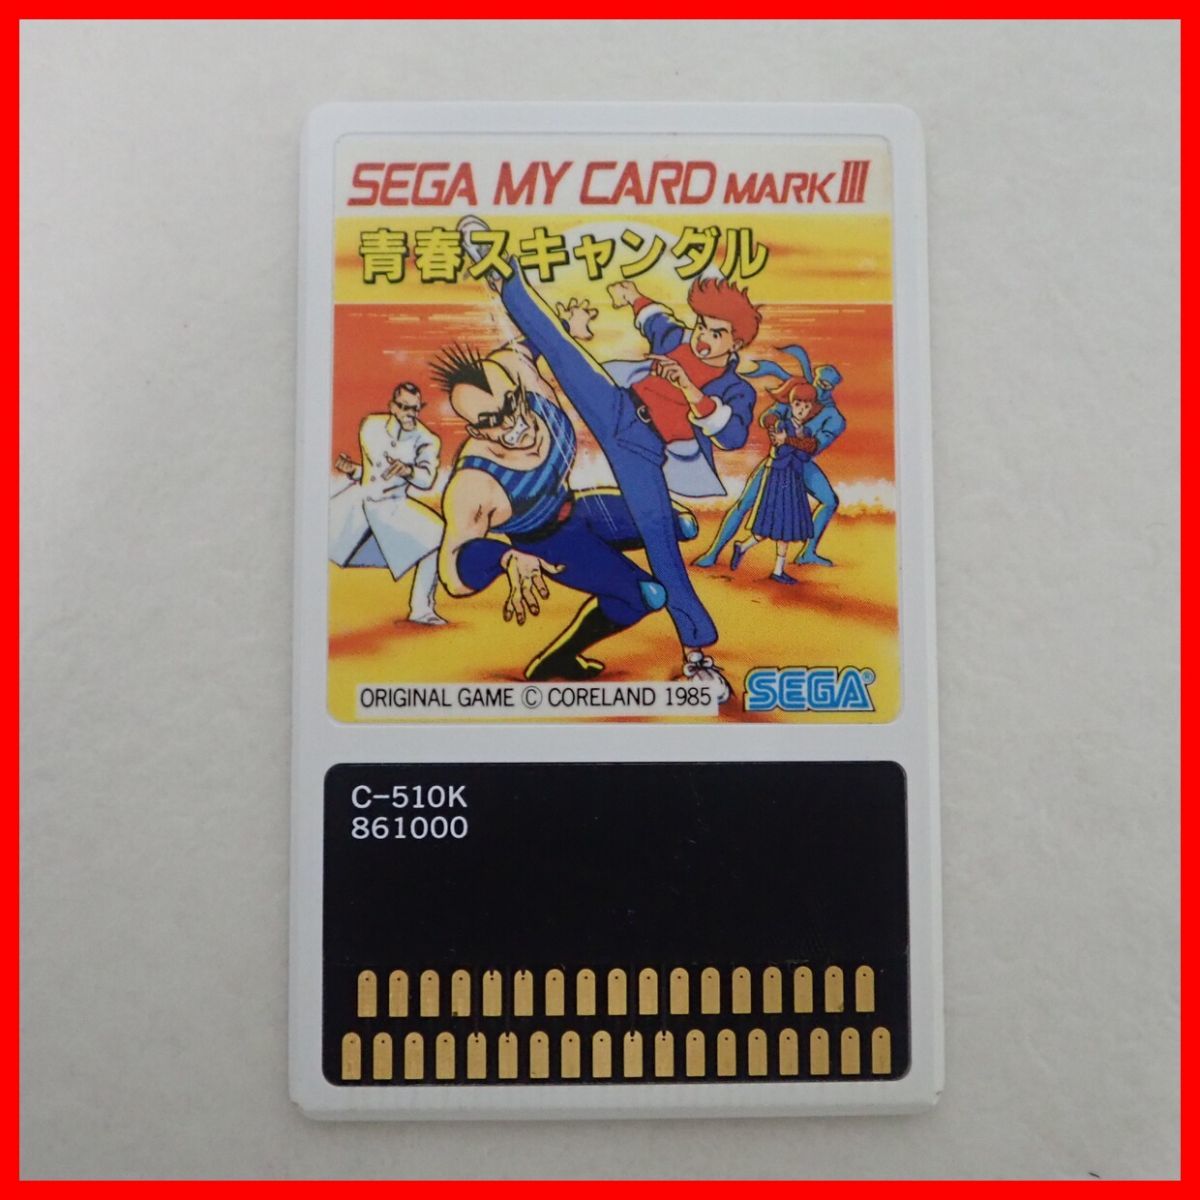 SEGA MY CARD MARK III
青春スキャンダル
ORIGINAL GAME © CORELAND 1985
SEGA®
C-510K
861000